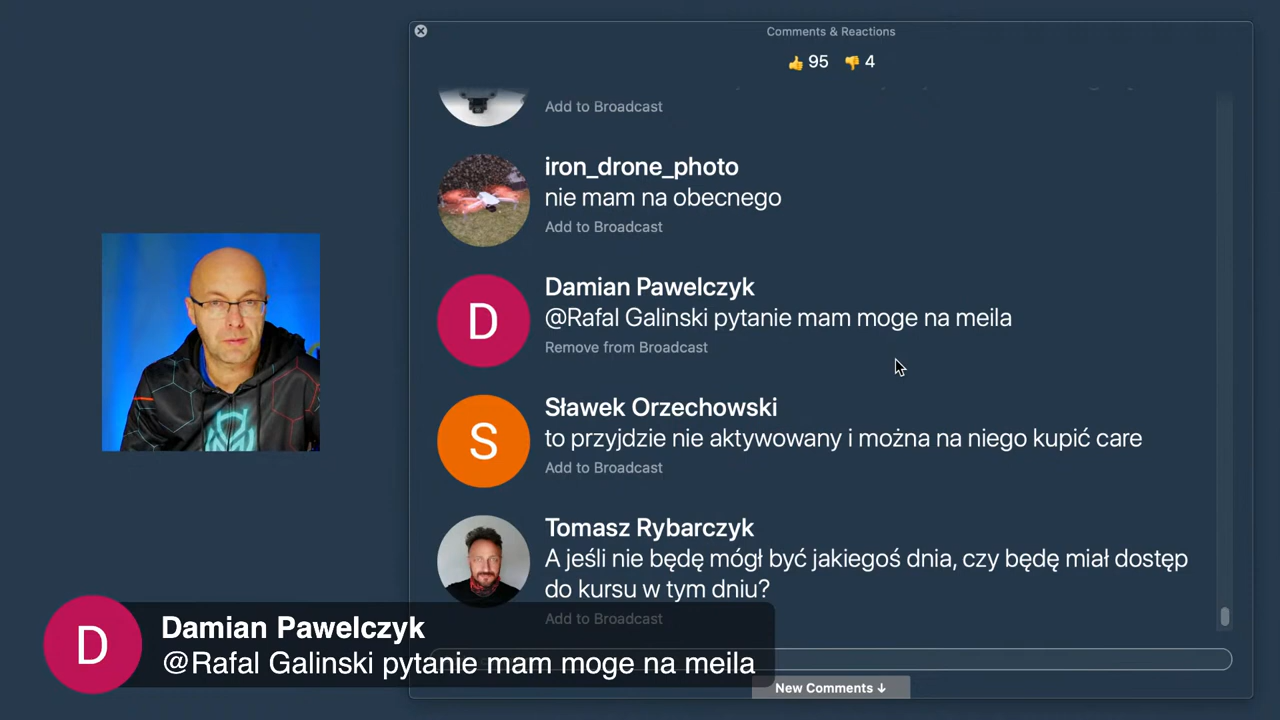 Comments & Reactions
👍 95 👎 4
Add to Broadcast
iron_drone_photo
nie mam na obecnego
Add to Broadcast
D
Damian Pawelczyk
@Rafal Galinski pytanie mam moge na meila
Remove from Broadcast
S
Sławek Orzechowski
to przyjdzie nie aktywowany i można na niego kupić care
Add to Broadcast
Tomasz Rybarczyk
A jeśli nie będę mógł być jakiegoś dnia, czy będę miał dostęp
do kursu w tym dniu?
Add to Broadcast
D
Damian Pawelczyk
@Rafal Galinski pytanie mam moge na meila
New Comments ↓